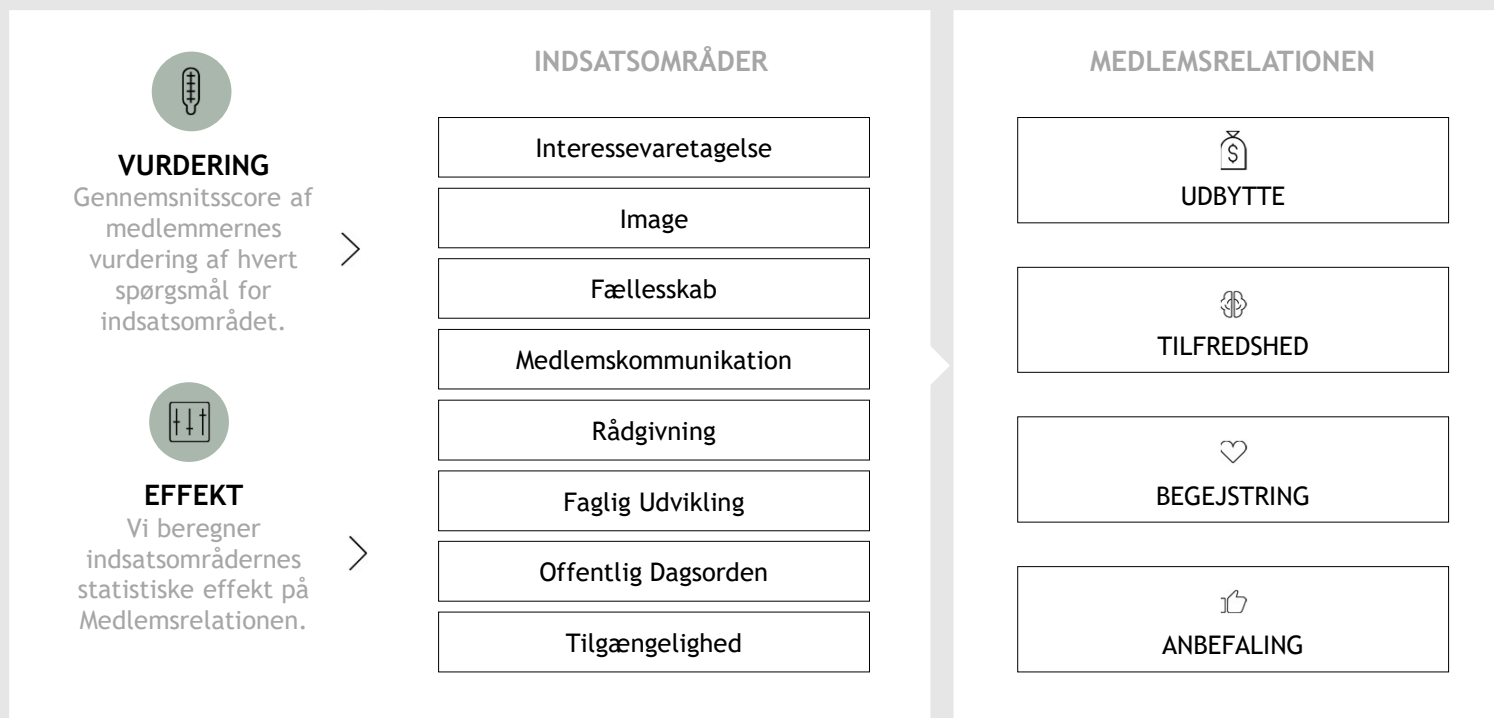 VURDERING
Gennemsnitsscore af
medlemmernes
vurdering af hvert
spørgsmål for
indsatsområdet.
EFFEKT
Vi beregner
indsatsområdernes
statistiske effekt på
Medlemsrelationen.
INDSATSOMRÅDER
Interessevaretagelse
Image
Fællesskab
Medlemskommunikation
Rådgivning
Faglig Udvikling
Offentlig Dagsorden
Tilgængelighed
MEDLEMSRELATIONEN
$
UDBYTTE
TILFREDSHED
BEGEJSTRING
ANBEFALING